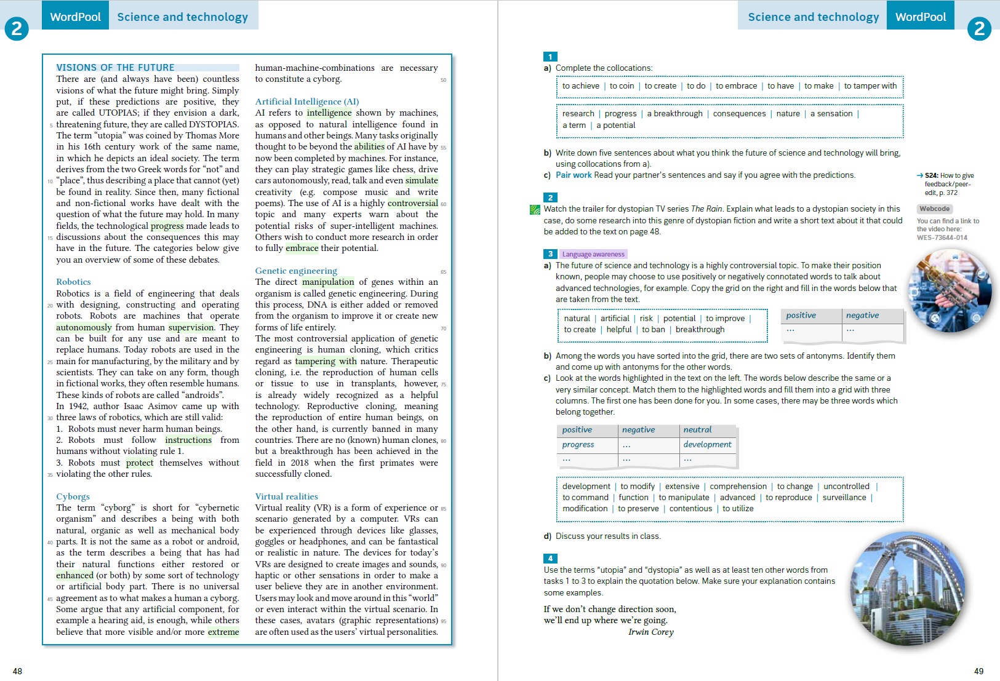 2
WordPool Science and technology
VISIONS OF THE FUTURE
There are (and always have been) countless
visions of what the future might bring. Simply
put, if these predictions are positive, they
are called UTOPIAS; if they envision a dark,
5 threatening future, they are called DYSTOPIAS.
The term “utopia” was coined by Thomas More
in his 16th century work of the same name,
in which he depicts an ideal society. The term
derives from the two Greek words for “not” and
10 “place”, thus describing a place that cannot (yet)
be found in reality. Since then, many fictional
and non-fictional works have dealt with the
question of what the future may hold. In many
fields, the technological progress made leads to
15 discussions about the consequences this may
have in the future. The categories below give
you an overview of some of these debates.
Robotics
Robotics is a field of engineering that deals
20 with designing, constructing and operating
robots. Robots are machines that operate
autonomously from human supervision. They
can be built for any use and are meant to
replace humans. Today robots are used in the
25 main for manufacturing, by the military and by
scientists. They can take on any form, though
in fictional works, they often resemble humans.
These kinds of robots are called “androids”.
In 1942, author Isaac Asimov came up with
30 three laws of robotics, which are still valid:
1. Robots must never harm human beings.
2. Robots must follow instructions from
humans without violating rule 1.
3. Robots must protect themselves without
35 violating the other rules.
Cyborgs
The term “cyborg” is short for “cybernetic
organism” and describes a being with both
natural, organic as well as mechanical body
40 parts. It is not the same as a robot or android,
as the term describes a being that has had
their natural functions either restored or
enhanced (or both) by some sort of technology
or artificial body part. There is no universal
45 agreement as to what makes a human a cyborg.
Some argue that any artificial component, for
example a hearing aid, is enough, while others
believe that more visible and/or more extreme
human-machine-combinations are necessary
to constitute a cyborg. 50
Artificial Intelligence (AI)
AI refers to intelligence shown by machines,
as opposed to natural intelligence found in
humans and other beings. Many tasks originally
thought to be beyond the abilities of AI have by 55
now been completed by machines. For instance,
they can play strategic games like chess, drive
cars autonomously, read, talk and even simulate
creativity (e.g. compose music and write
poems). The use of AI is a highly controversial 60
topic and many experts warn about the
potential risks of super-intelligent machines.
Others wish to conduct more research in order
to fully embrace their potential.
Genetic engineering 65
The direct manipulation of genes within an
organism is called genetic engineering. During
this process, DNA is either added or removed
from the organism to improve it or create new
forms of life entirely. 70
The most controversial application of genetic
engineering is human cloning, which critics
regard as tampering with nature. Therapeutic
cloning, i.e. the reproduction of human cells
or tissue to use in transplants, however, 75
is already widely recognized as a helpful
technology. Reproductive cloning, meaning
the reproduction of entire human beings, on
the other hand, is currently banned in many
countries. There are no (known) human clones, 80
but a breakthrough has been achieved in the
field in 2018 when the first primates were
successfully cloned.
Virtual realities
Virtual reality (VR) is a form of experience or 85
scenario generated by a computer. VRs can
be experienced through devices like glasses,
goggles or headphones, and can be fantastical
or realistic in nature. The devices for today’s
VRs are designed to create images and sounds, 90
haptic or other sensations in order to make a
user believe they are in another environment.
Users may look and move around in this “world”
or even interact within the virtual scenario. In
these cases, avatars (graphic representations) 95
are often used as the users’ virtual personalities.
48
Science and technology WordPool
2
1
a) Complete the collocations:
to achieve | to coin | to create | to do | to embrace | to have | to make | to tamper with
research | progress | a breakthrough | consequences | nature | a sensation |
a term | a potential
b) Write down five sentences about what you think the future of science and technology will bring,
using collocations from a).
c) Pair work Read your partner’s sentences and say if you agree with the predictions.
→ S24: How to give
feedback/peer-
edit, p. 372
2
Watch the trailer for dystopian TV series The Rain. Explain what leads to a dystopian society in this
case, do some research into this genre of dystopian fiction and write a short text about it that could
be added to the text on page 48.
Webcode
You can find a link to
the video here:
WES-73644-014
3 Language awareness
a) The future of science and technology is a highly controversial topic. To make their position
known, people may choose to use positively or negatively connotated words to talk about
advanced technologies, for example. Copy the grid on the right and fill in the words below that
are taken from the text.
natural | artificial | risk | potential | to improve |
to create | helpful | to ban | breakthrough
positive negative
... ...
b) Among the words you have sorted into the grid, there are two sets of antonyms. Identify them
and come up with antonyms for the other words.
c) Look at the words highlighted in the text on the left. The words below describe the same or a
very similar concept. Match them to the highlighted words and fill them into a grid with three
columns. The first one has been done for you. In some cases, there may be three words which
belong together.
positive negative neutral
progress ... development
... ... ...
development | to modify | extensive | comprehension | to change | uncontrolled |
to command | function | to manipulate | advanced | to reproduce | surveillance |
modification | to preserve | contentious | to utilize
d) Discuss your results in class.
4
Use the terms “utopia” and “dystopia” as well as at least ten other words from
tasks 1 to 3 to explain the quotation below. Make sure your explanation contains
some examples.
If we don’t change direction soon,
we’ll end up where we’re going.
Irwin Corey
49